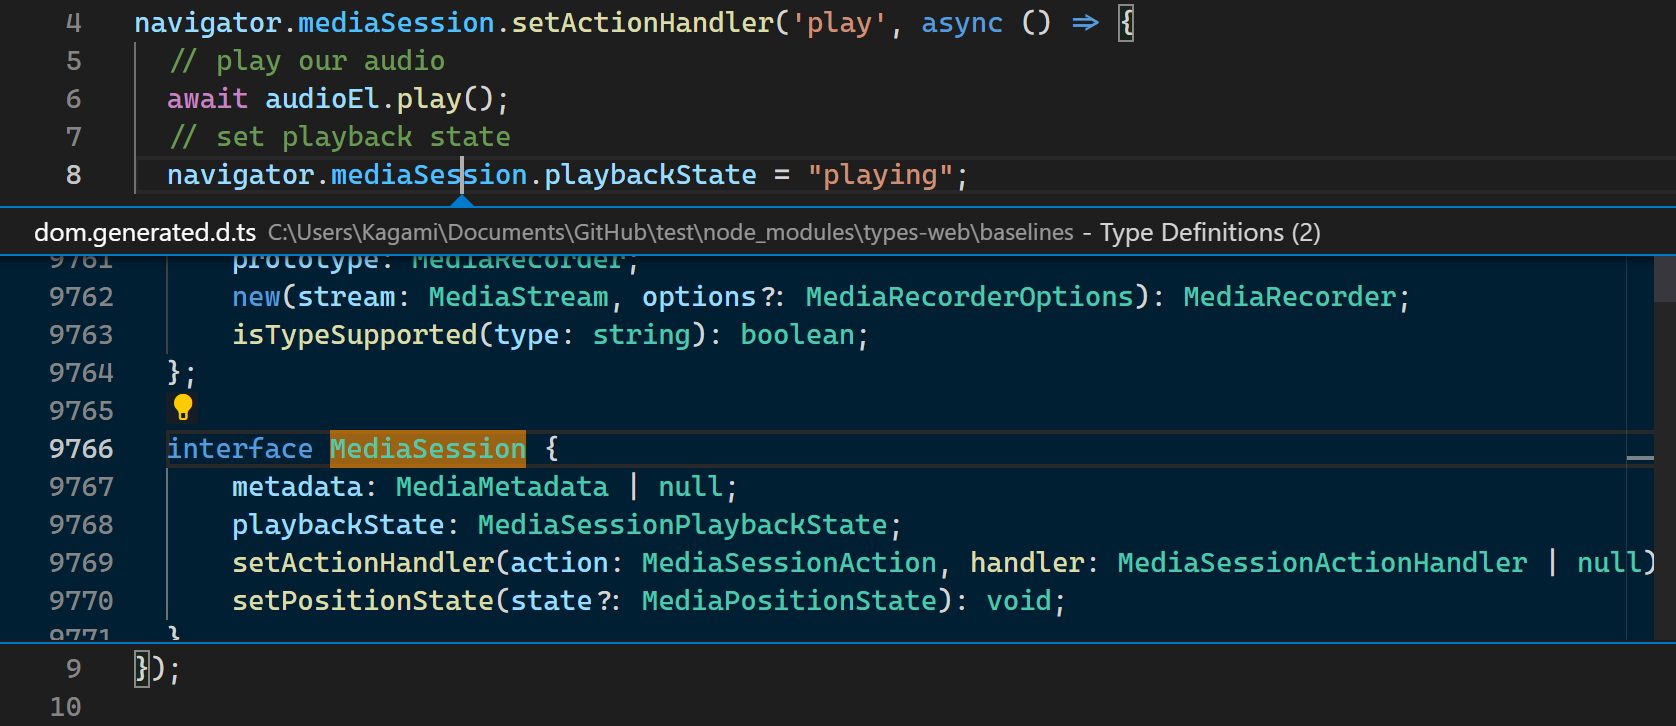 4 navigator.mediaSession.setActionHandler('play', async () => {
5 // play our audio
6 await audioEl.play();
7 // set playback state
8 navigator.mediaSession.playbackState = "playing";
dom.generated.d.ts C:\Users\Kagami\Documents\GitHub\test\node_modules\types-web\baselines - Type Definitions (2)
9761 prototype: MediaRecorder;
9762 new(stream: MediaStream, options?: MediaRecorderOptions): MediaRecorder;
9763 isTypeSupported(type: string): boolean;
9764 };
9765
9766 interface MediaSession {
9767 metadata: MediaMetadata | null;
9768 playbackState: MediaSessionPlaybackState;
9769 setActionHandler(action: MediaSessionAction, handler: MediaSessionActionHandler | null)
9770 setPositionState(state?: MediaPositionState): void;
9771 }
9 });
10